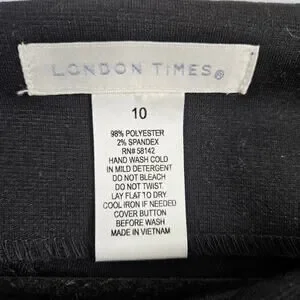 LONDON TIMES®
10
98% POLYESTER
2% SPANDEX
RN# 58142
HAND WASH COLD
IN MILD DETERGENT
DO NOT BLEACH
DO NOT TWIST
LAY FLAT TO DRY
COOL IRON IF NEEDED
COVER BUTTON
BEFORE WASH
MADE IN VIETNAM